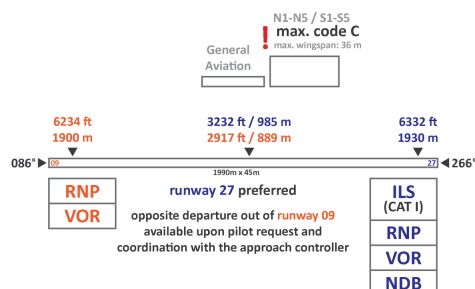 N1-N5 / S1-S5
! max. code C
max. wingspan: 36 m
General
Aviation
6234 ft
1900 m
3232 ft / 985 m
2917 ft / 889 m
6332 ft
1930 m
086°
09
27
266°
1990m x 45m
RNP
VOR
runway 27 preferred
opposite departure out of runway 09
available upon pilot request and
coordination with the approach controller
ILS
(CAT I)
RNP
VOR
NDB